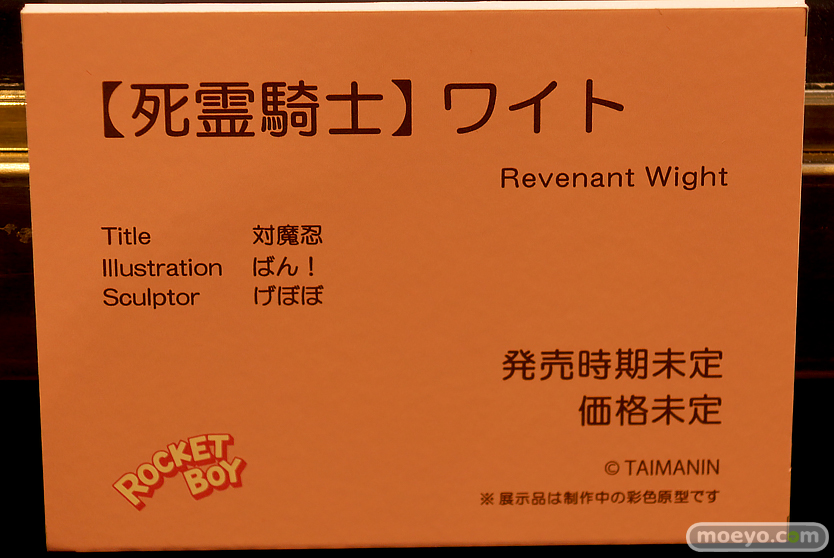 【死霊騎士】ワイト
Revenant Wight
Title 対魔忍
Illustration ばん！
Sculptor げぼぼ
発売時期未定
価格未定
ROCKET
BOY
© TAIMANIN
※展示品は制作中の彩色原型です
moeyo.com